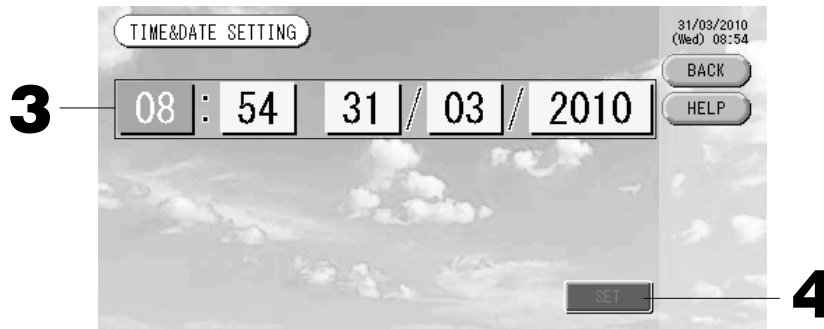 TIME&DATE SETTING
31/03/2010
(Wed) 08:54
BACK
3
08 : 54 31 / 03 / 2010
HELP
SET
4